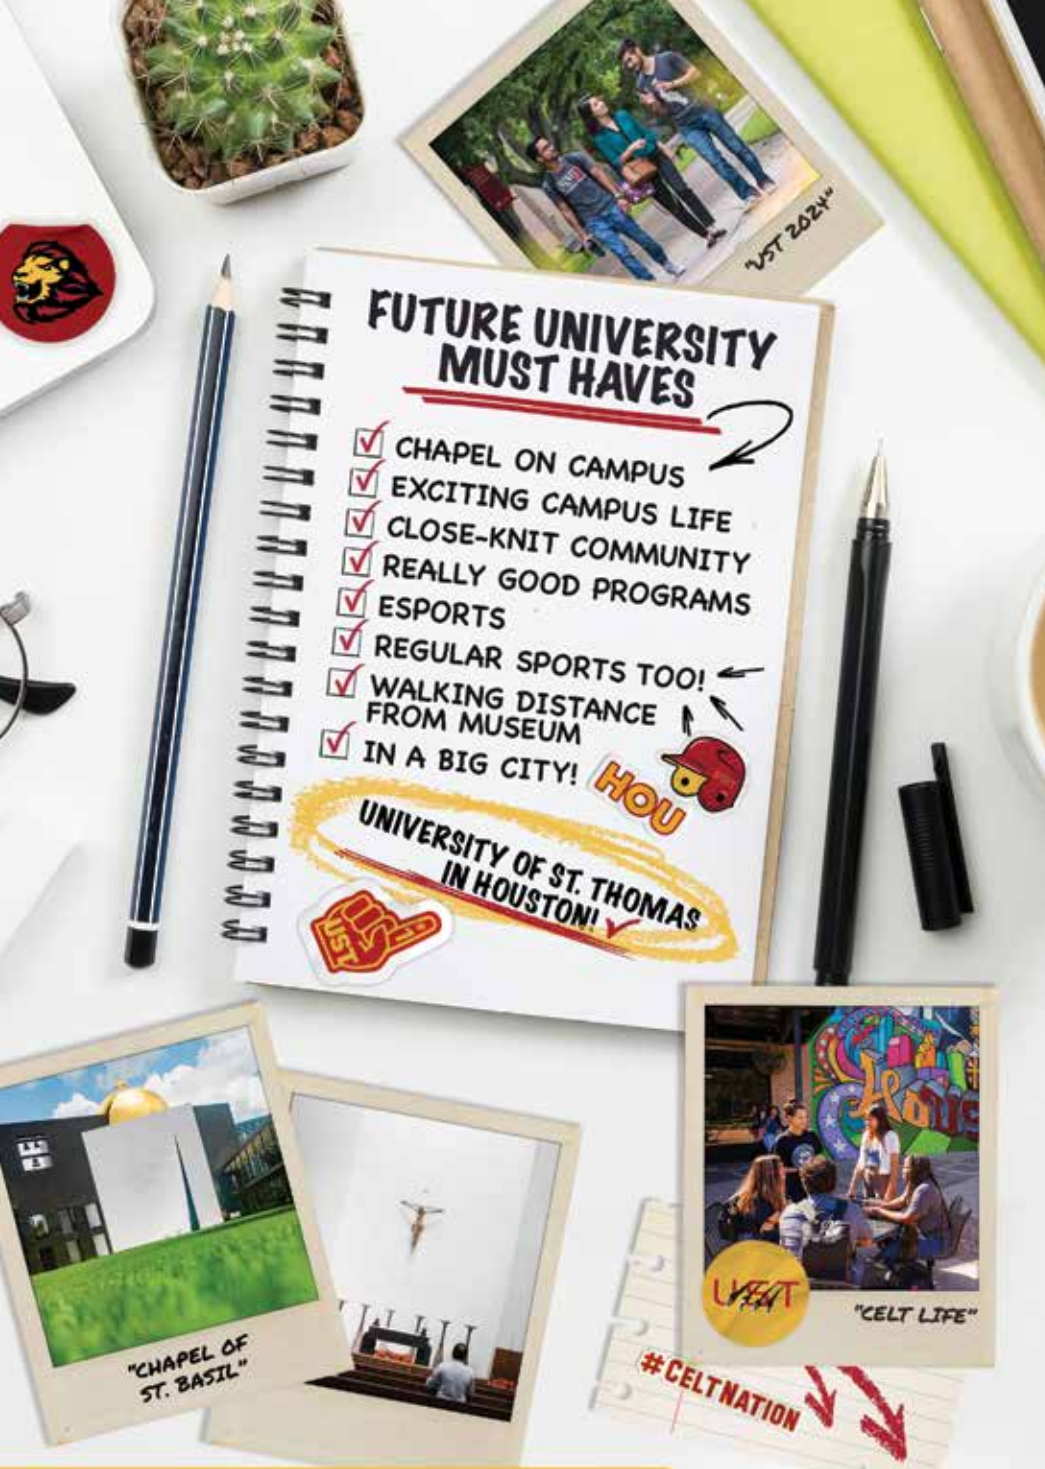 "UST 2024"
FUTURE UNIVERSITY
MUST HAVES
CHAPEL ON CAMPUS
EXCITING CAMPUS LIFE
CLOSE-KNIT COMMUNITY
REALLY GOOD PROGRAMS
ESPORTS
REGULAR SPORTS TOO!
WALKING DISTANCE
FROM MUSEUM
IN A BIG CITY!
HOU
UNIVERSITY OF ST. THOMAS
IN HOUSTON!
UST
"CHAPEL OF
ST. BASIL"
"CELT LIFE"
#CELTNATION